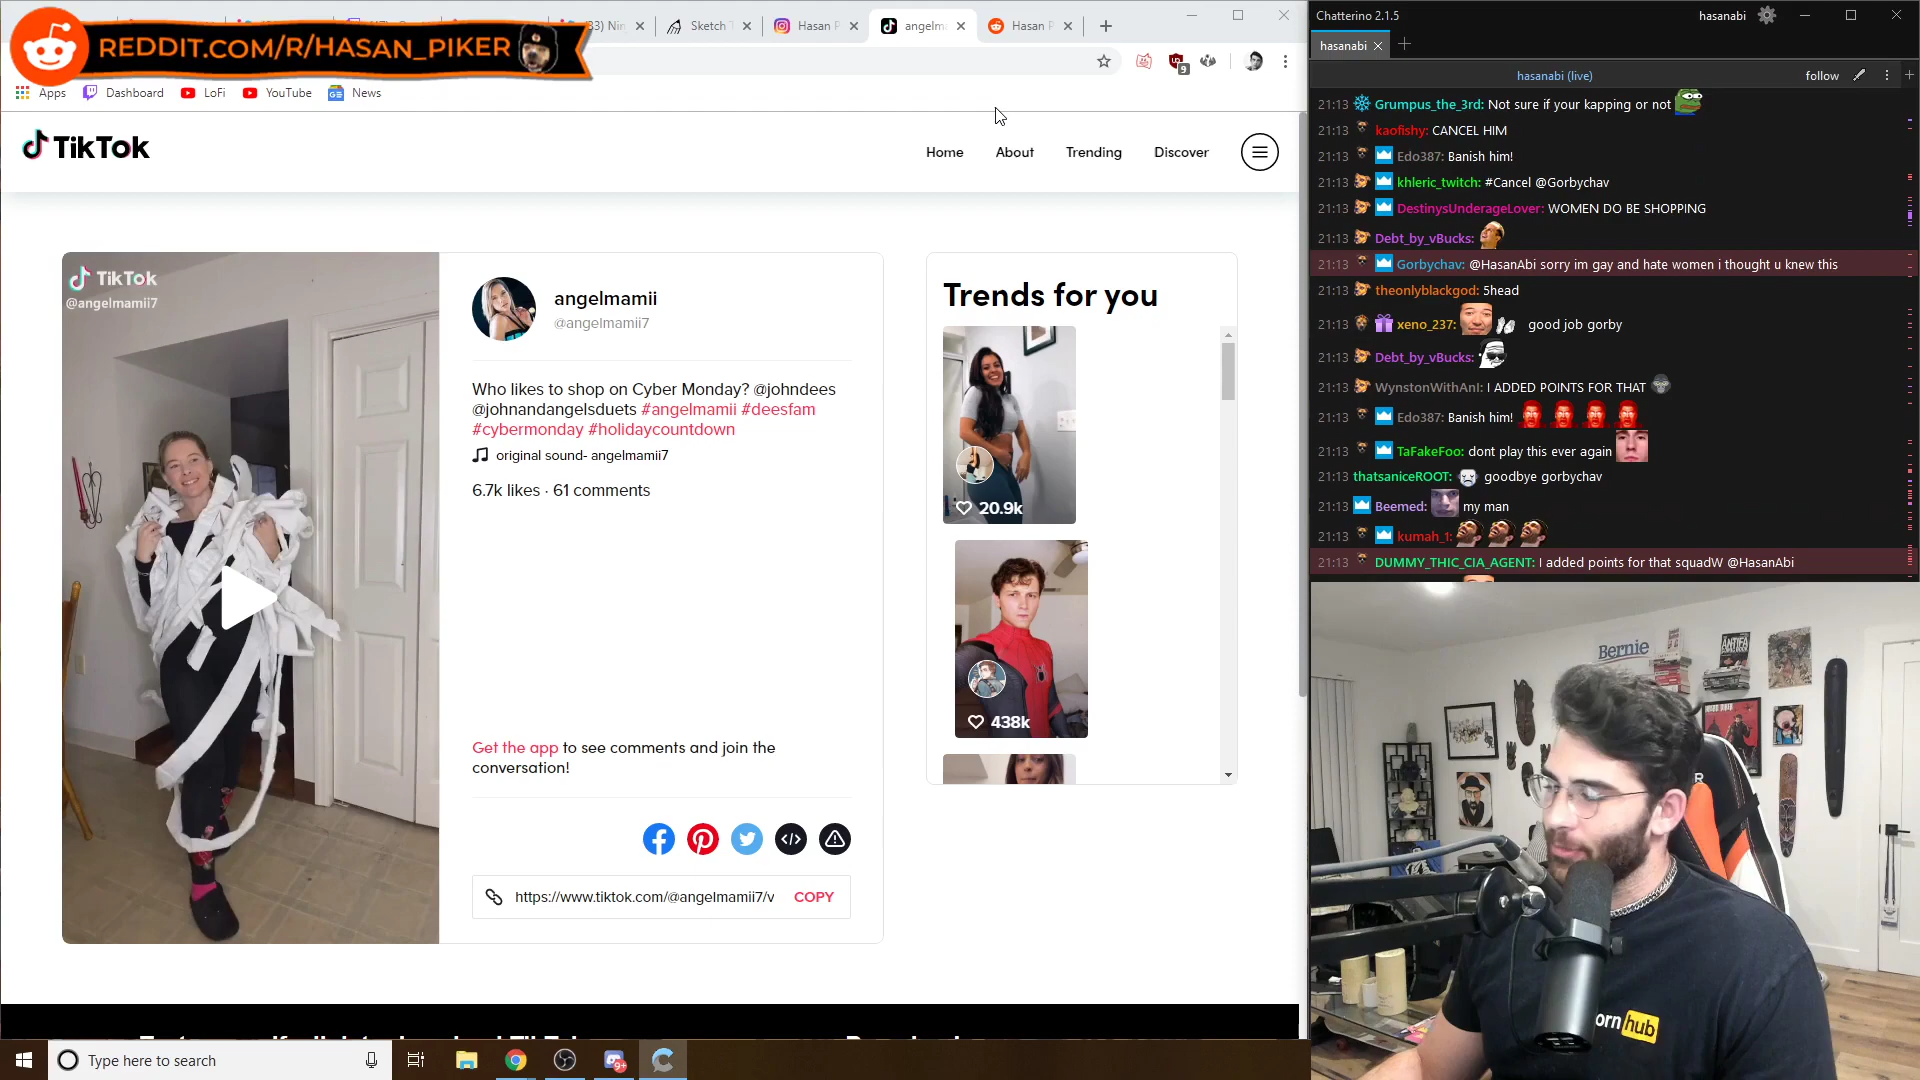 REDDIT.COM/R/HASAN_PIKER
Sketch
Hasan P
angelm
Hasan P
9
Apps
Dashboard
LoFi
YouTube
News
TikTok
Home
About
Trending
Discover
TikTok
@angelmamii7
angelmamii
@angelmamii7
Who likes to shop on Cyber Monday? @johndees
@johnandangelsduets #angelmamii #deesfam
#cybermonday #holidaycountdown
original sound- angelmamii7
6.7k likes · 61 comments
Get the app to see comments and join the
conversation!
https://www.tiktok.com/@angelmamii7/v
COPY
Trends for you
20.9k
438k
Type here to search
9+
Chatterino 2.1.5
hasanabi
hasanabi
hasanabi (live)
follow
21:13 Grumpus_the_3rd: Not sure if your kapping or not
21:13 kaofishy: CANCEL HIM
21:13 Edo387: Banish him!
21:13 khleric_twitch: #Cancel @Gorbychav
21:13 DestinysUnderageLover: WOMEN DO BE SHOPPING
21:13 Debt_by_vBucks:
21:13 Gorbychav: @HasanAbi sorry im gay and hate women i thought u knew this
21:13 theonlyblackgod: 5head
21:13 xeno_237: good job gorby
21:13 Debt_by_vBucks:
21:13 WynstonWithAnI: I ADDED POINTS FOR THAT
21:13 Edo387: Banish him!
21:13 TaFakeFoo: dont play this ever again
21:13 thatsaniceROOT: goodbye gorbychav
21:13 Beemed: my man
21:13 kumah_1:
21:13 DUMMY_THIC_CIA_AGENT: I added points for that squadW @HasanAbi
Bernie
ANTIFA
orn hub